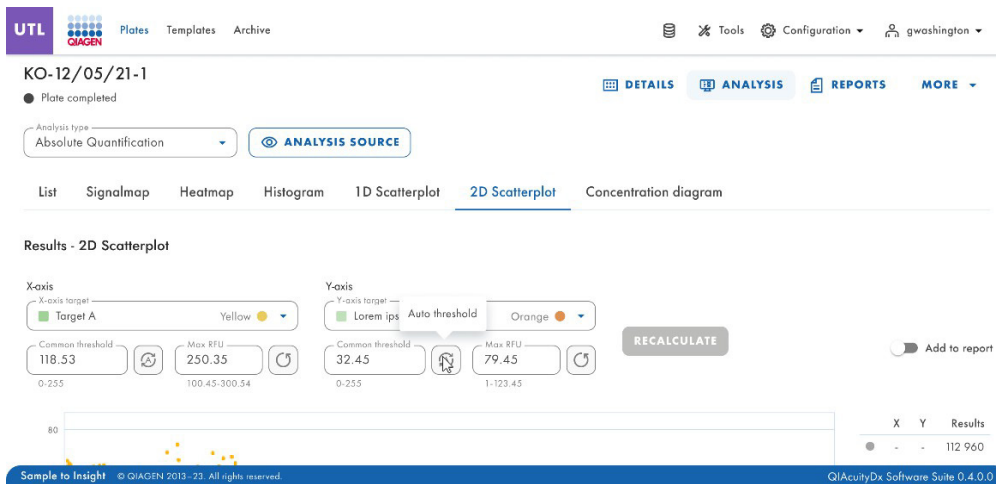 UTL QIAGEN Plates Templates Archive Tools Configuration gwashington
KO-12/05/21-1
DETAILS ANALYSIS REPORTS MORE
Plate completed
Analysis type
Absolute Quantification ANALYSIS SOURCE
List Signalmap Heatmap Histogram 1D Scatterplot 2D Scatterplot Concentration diagram
Results - 2D Scatterplot
X-axis Y-axis
X-axis target Y-axis target
Target A Yellow Lorem ips Auto threshold Orange
Common threshold Max RFU Common threshold Max RFU RECALCULATE
118.53 A 250.35 32.45 79.45 Add to report
0-255 100.45-300.54 0-255 1-123.45
X Y Results
80
- - 112 960
Sample to Insight © QIAGEN 2013-23. All rights reserved. QIAcuityDx Software Suite 0.4.0.0